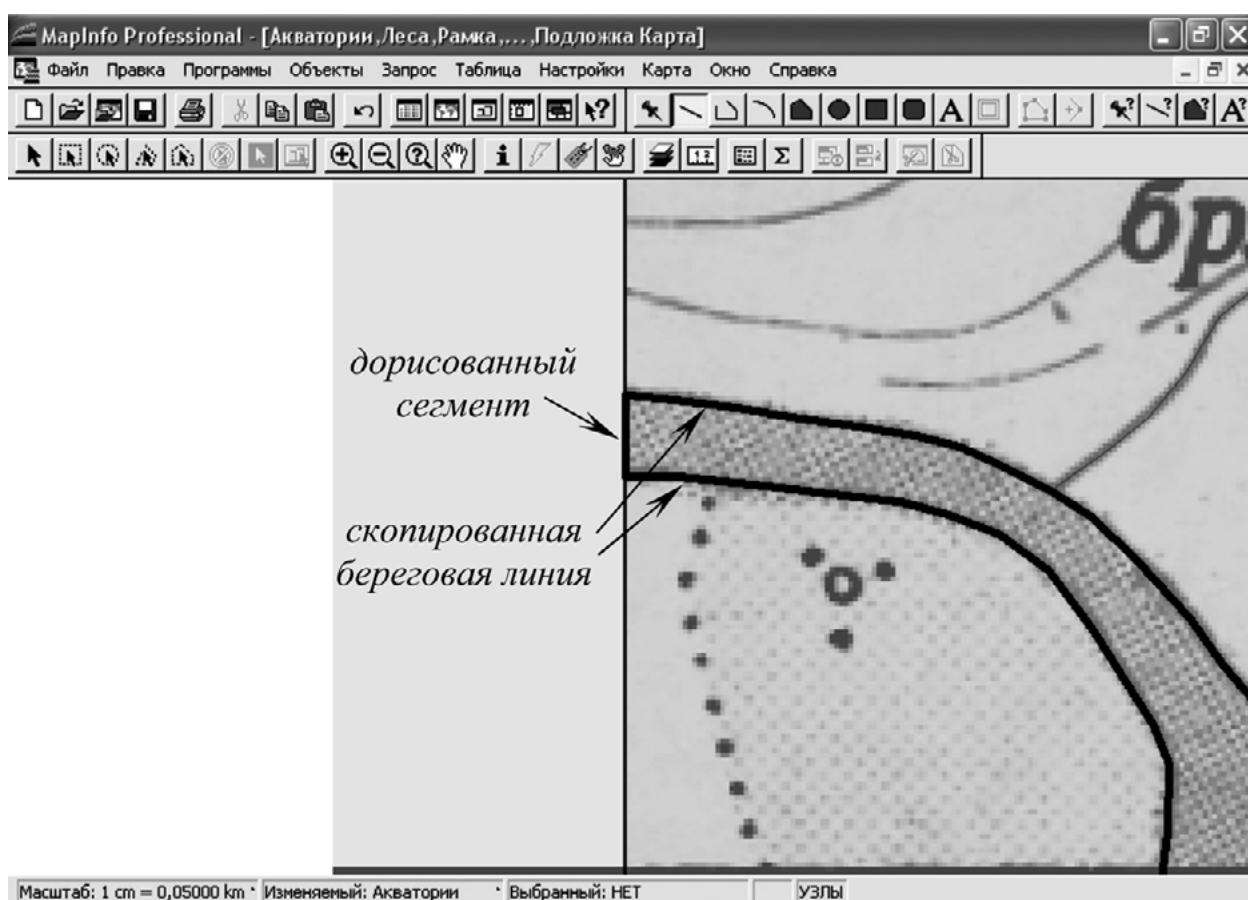 MapInfo Professional - [Акватории,Леса,Рамка,...,Подложка Карта]
Файл Правка Программы Объекты Запрос Таблица Настройки Карта Окно Справка
бр
дорисованный
сегмент
скопированная
береговая линия
о
Масштаб: 1 cm = 0,05000 km Изменяемый: Акватории Выбранный: НЕТ УЗЛЫ